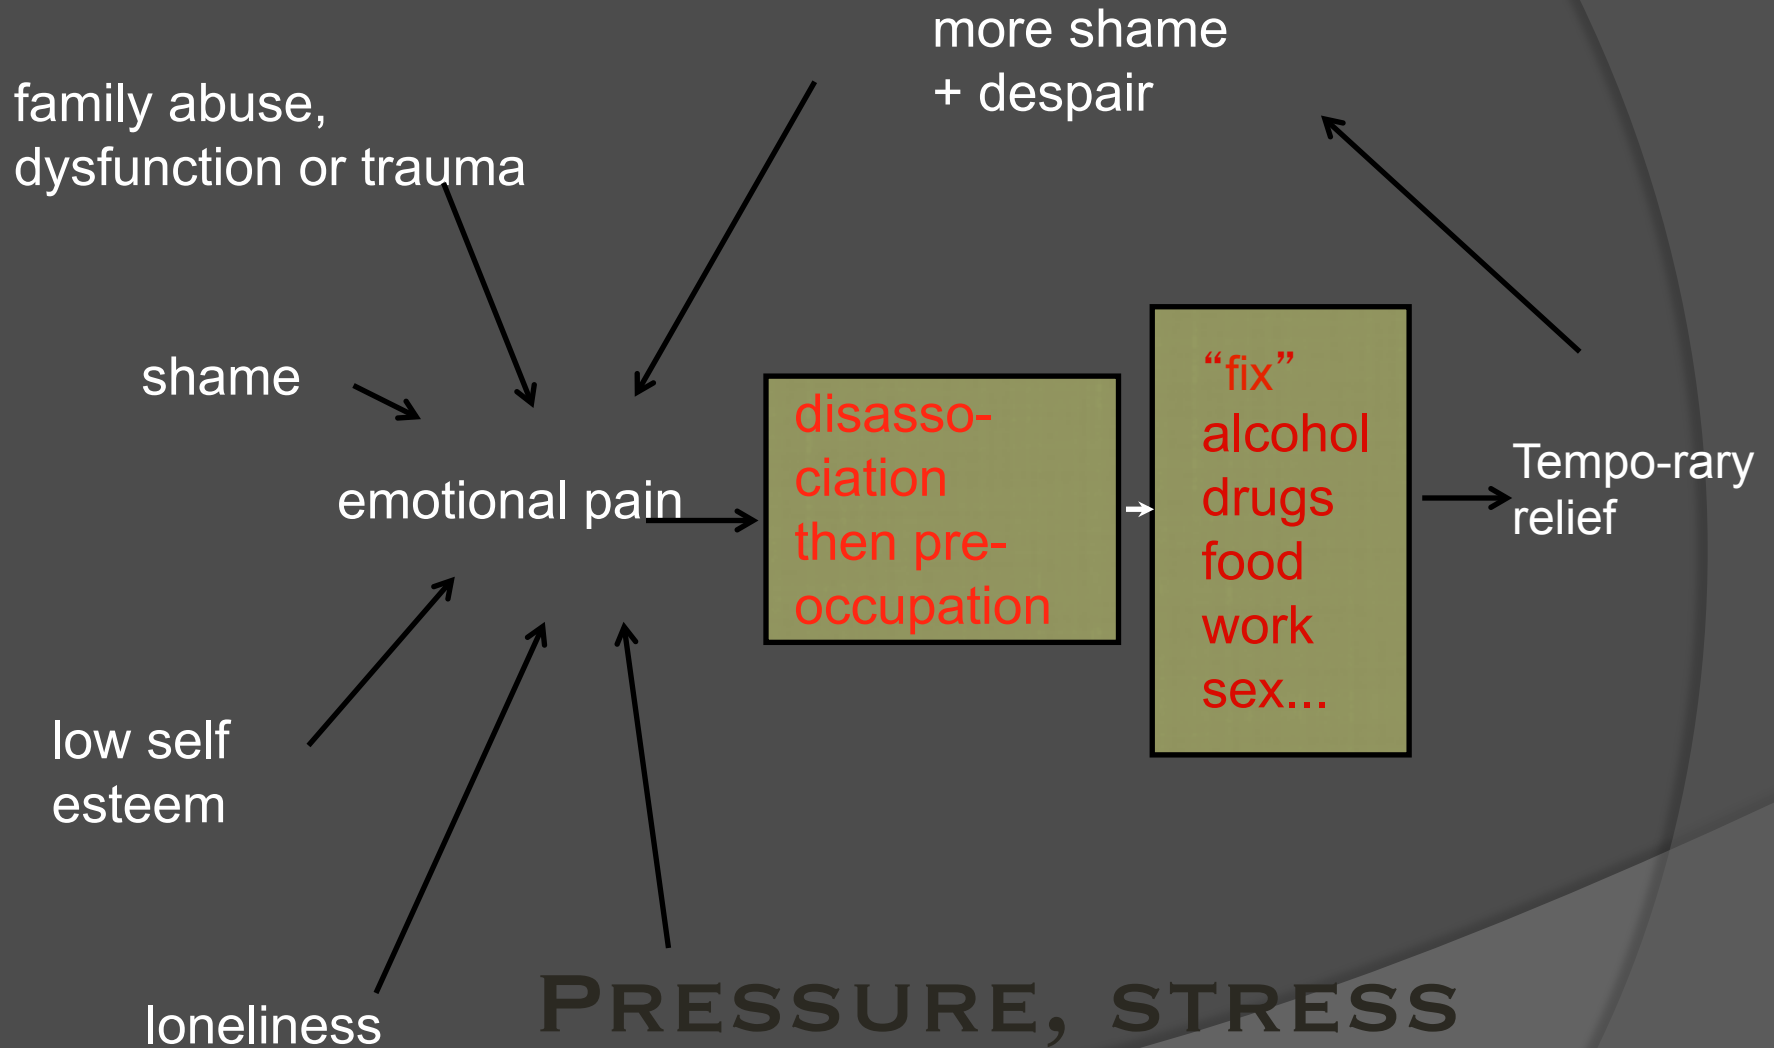 more shame
+ despair
family abuse,
dysfunction or trauma
shame
emotional pain
disasso-
ciation
then pre-
occupation
“fix”
alcohol
drugs
food
work
sex...
Tempo-rary
relief
low self
esteem
loneliness
PRESSURE, STRESS